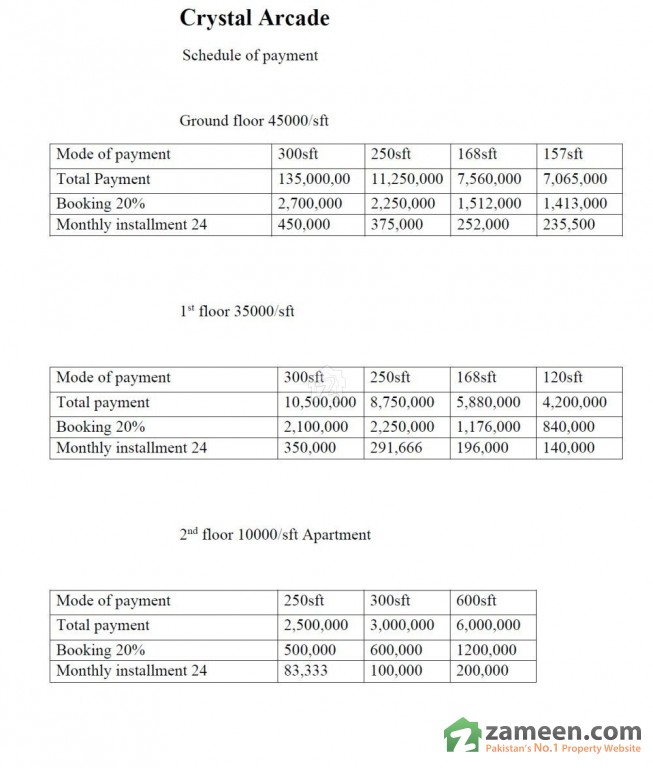 Crystal Arcade
Schedule of payment
Ground floor 45000/sft
Mode of payment 300sft 250sft 168sft 157sft
Total Payment 135,000,00 11,250,000 7,560,000 7,065,000
Booking 20% 2,700,000 2,250,000 1,512,000 1,413,000
Monthly installment 24 450,000 375,000 252,000 235,500
1st floor 35000/sft
Mode of payment 300sft 250sft 168sft 120sft
Total payment 10,500,000 8,750,000 5,880,000 4,200,000
Booking 20% 2,100,000 2,250,000 1,176,000 840,000
Monthly installment 24 350,000 291,666 196,000 140,000
2nd floor 10000/sft Apartment
Mode of payment 250sft 300sft 600sft
Total payment 2,500,000 3,000,000 6,000,000
Booking 20% 500,000 600,000 1200,000
Monthly installment 24 83,333 100,000 200,000
zameen.com
Pakistan's No.1 Property Website